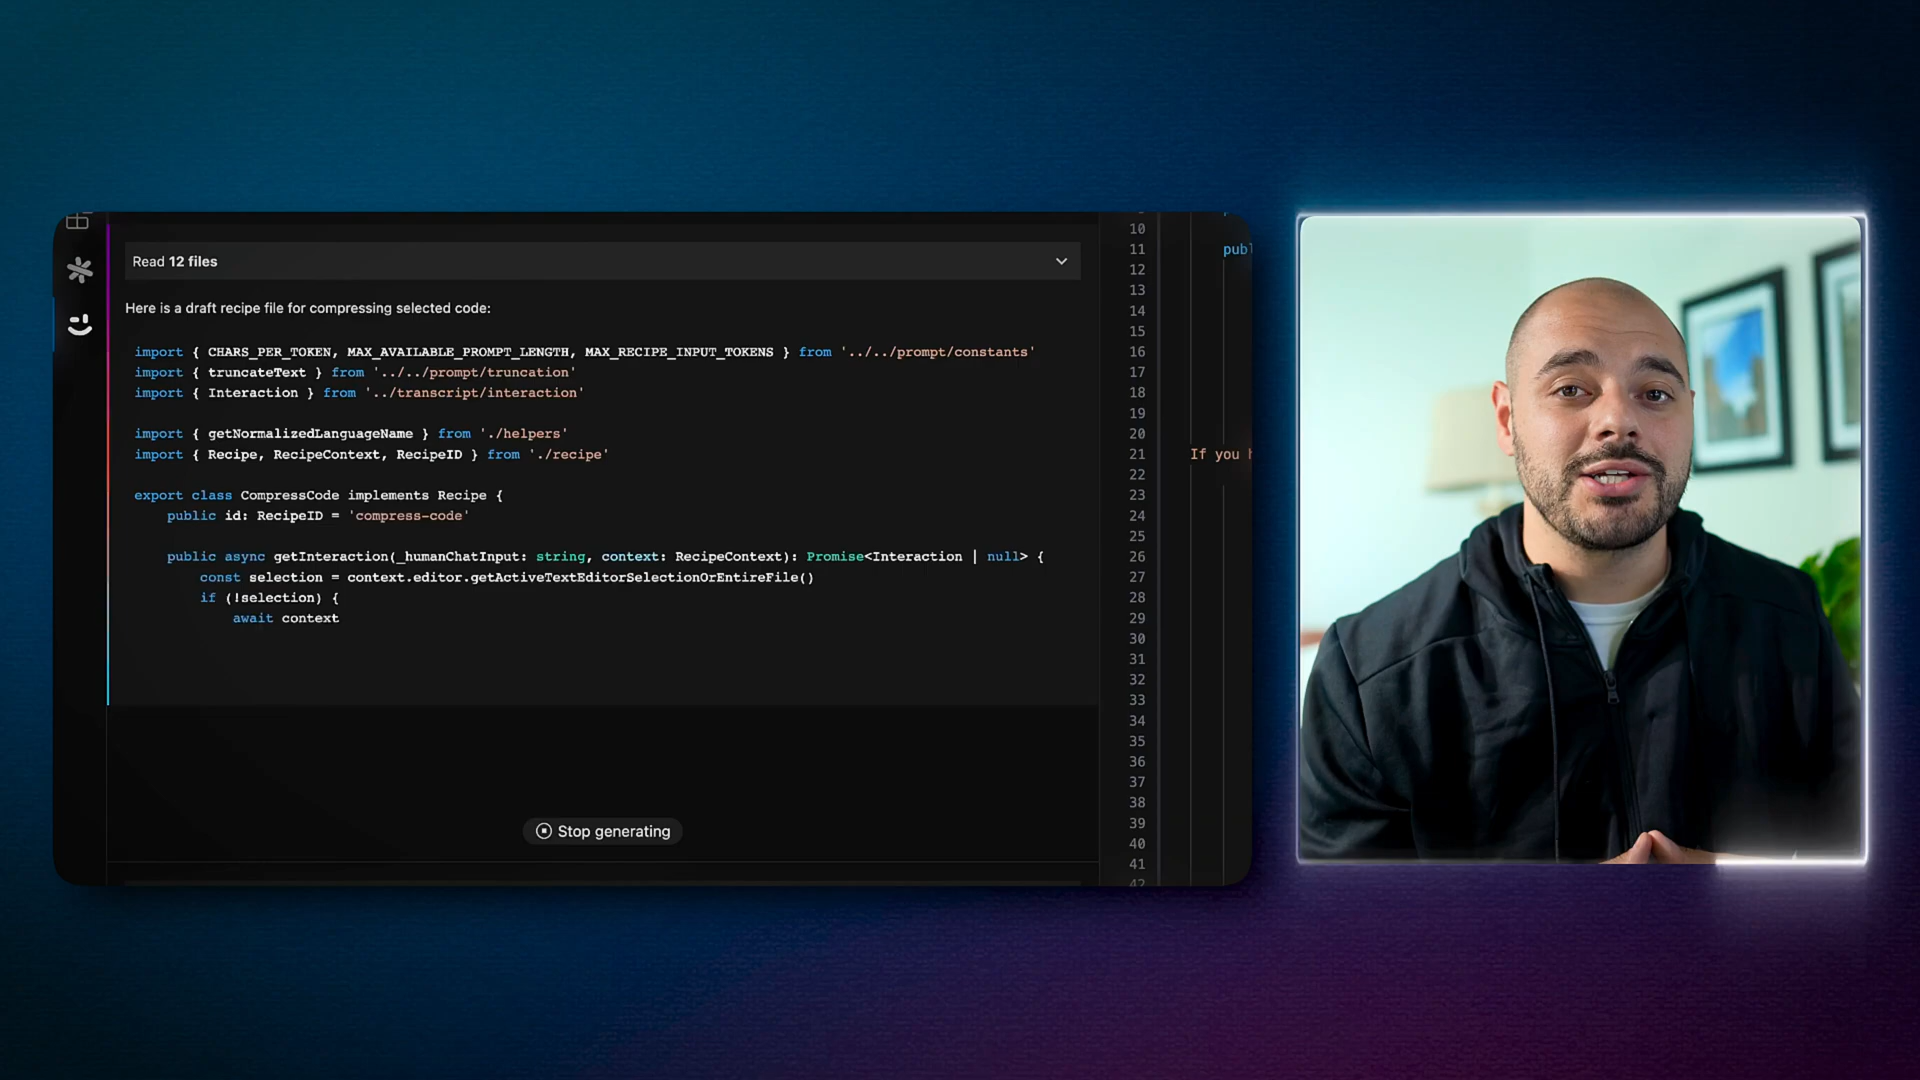 Read 12 files
Here is a draft recipe file for compressing selected code:
import { CHARS_PER_TOKEN, MAX_AVAILABLE_PROMPT_LENGTH, MAX_RECIPE_INPUT_TOKENS } from '../../prompt/constants'
import { truncateText } from '../../prompt/truncation'
import { Interaction } from '../transcript/interaction'
import { getNormalizedLanguageName } from './helpers'
import { Recipe, RecipeContext, RecipeID } from './recipe'
export class CompressCode implements Recipe {
public id: RecipeID = 'compress-code'
public async getInteraction(_humanChatInput: string, context: RecipeContext): Promise<Interaction | null> {
const selection = context.editor.getActiveTextEditorSelectionOrEntireFile()
if (!selection) {
await context
Stop generating
10
11 publ
12
13
14
15
16
17
18
19
20
21 If you h
22
23
24
25
26
27
28
29
30
31
32
33
34
35
36
37
38
39
40
41
42